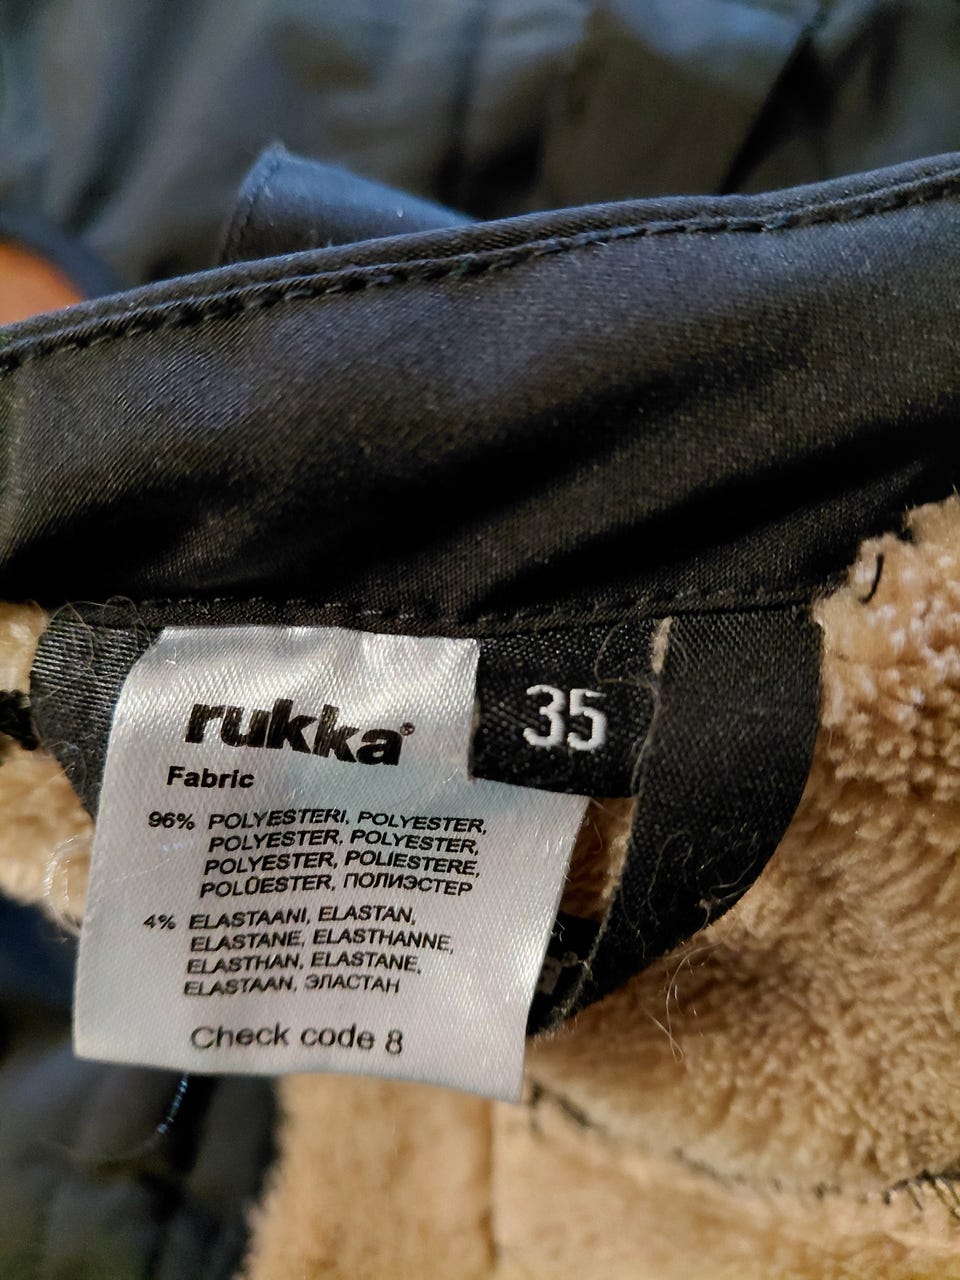 rukka®
35
Fabric
96% POLYESTERI, POLYESTER,
POLYESTER, POLYESTER,
POLYESTER, POLIESTERE,
POLÜESTER, ПОЛИЭСТЕР
4% ELASTAANI, ELASTAN,
ELASTANE, ELASTHANNE,
ELASTHAN, ELASTANE,
ELASTAAN, ЭЛАСТАН
Check code 8